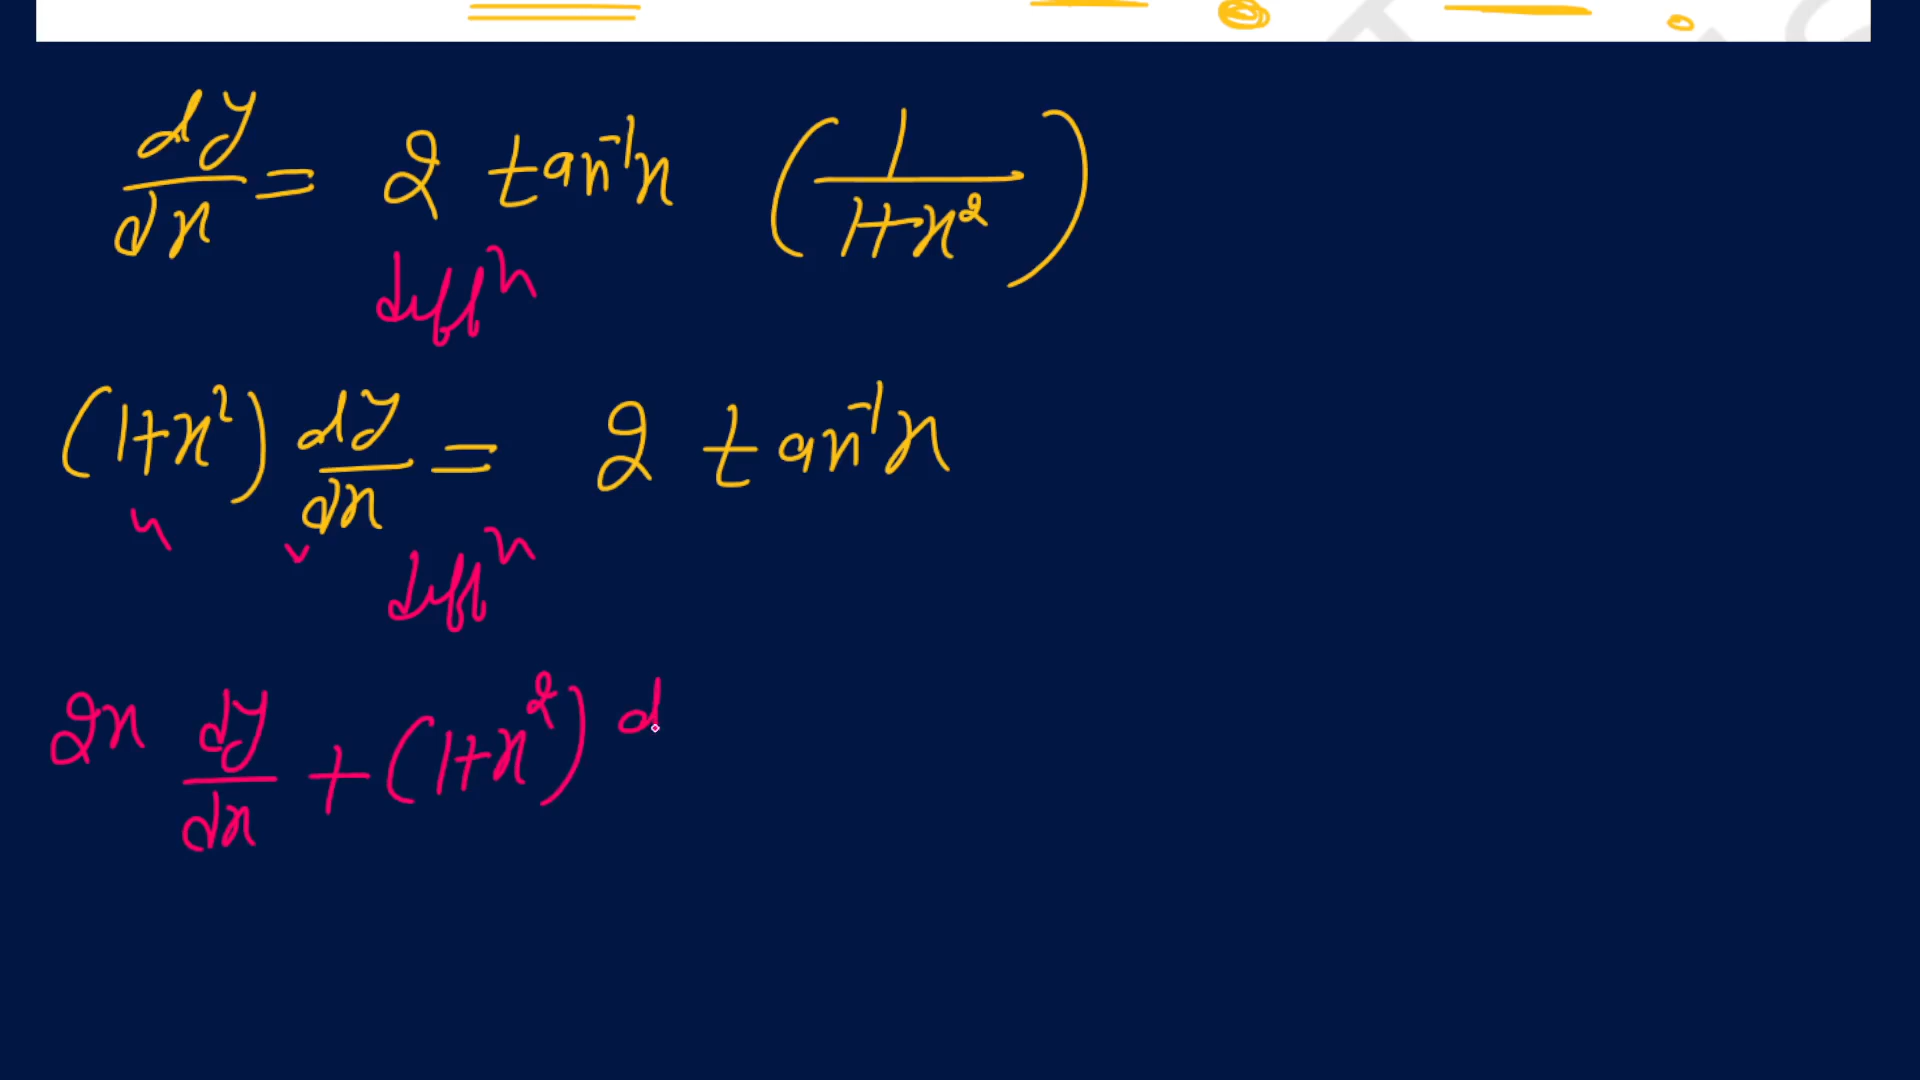 dy/dx = 2 tan⁻¹x (1/1+x²)
diffⁿ
(1+x²) dy/dx = 2 tan⁻¹x
u v diffⁿ
2x dy/dx + (1+x²) d